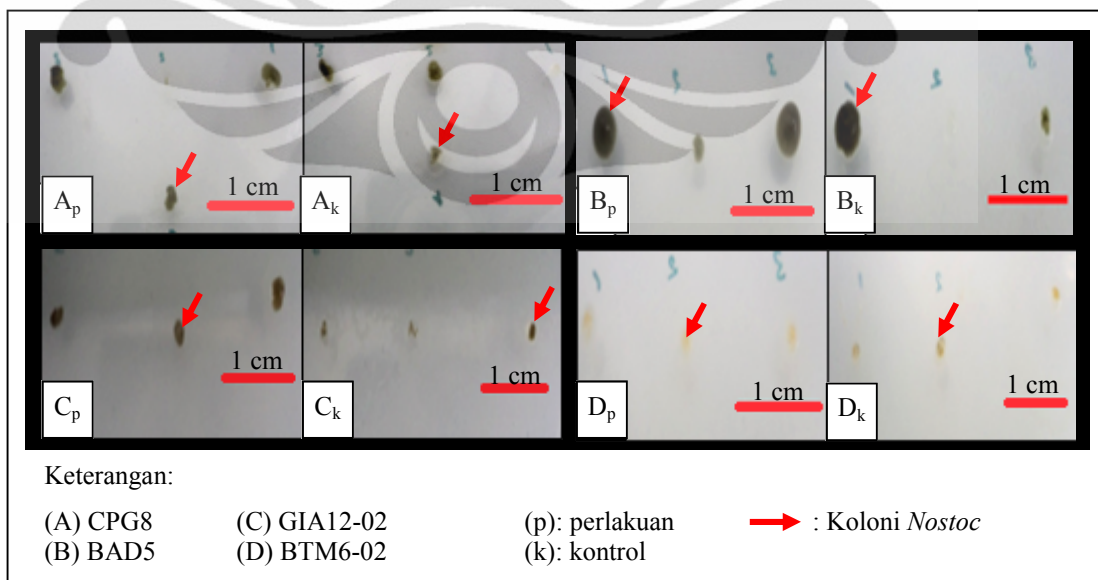 1 cm
1 cm
1 cm
1 cm
Ap
Ak
Bp
Bk
1 cm
1 cm
1 cm
1 cm
Cp
Ck
Dp
Dk
Keterangan:
(A) CPG8 (C) GIA12-02 (p): perlakuan : Koloni Nostoc
(B) BAD5 (D) BTM6-02 (k): kontrol